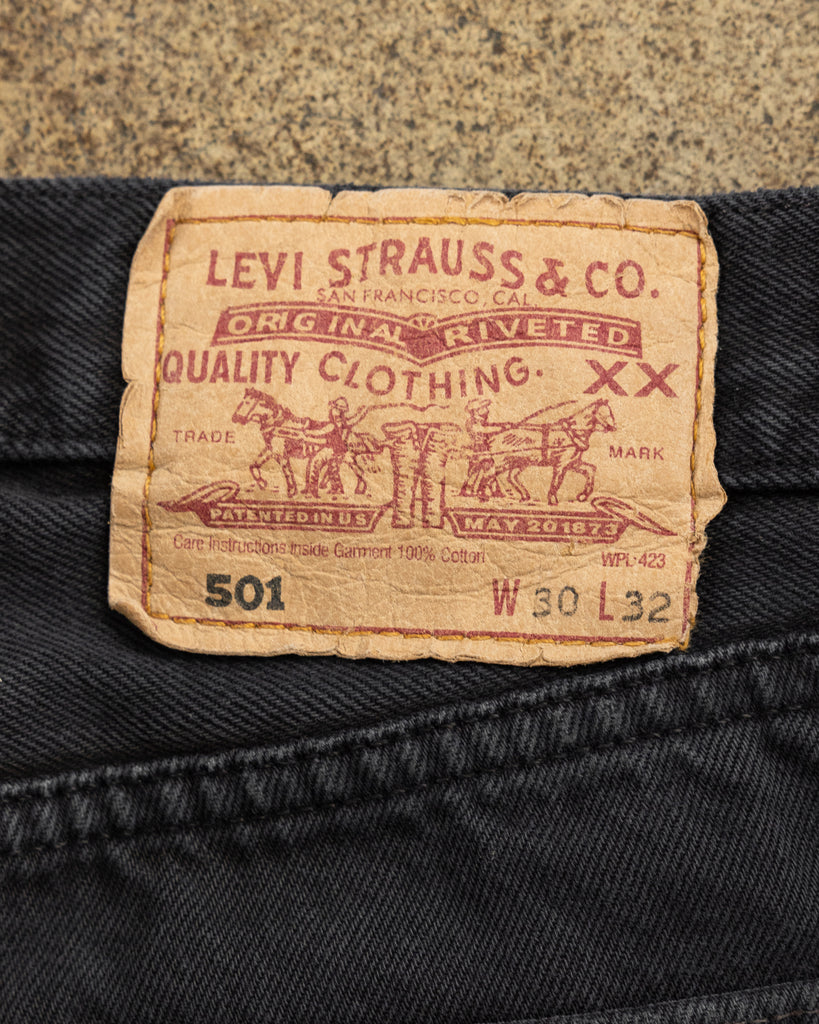 LEVI STRAUSS & CO.
SAN FRANCISCO, CAL
ORIGINAL RIVETED
QUALITY CLOTHING. XX
TRADE MARK
PATENTED IN U S MAY 20 1873
Care Instructions Inside Garment 100% Cotton WPL-423
501 W 30 L 32